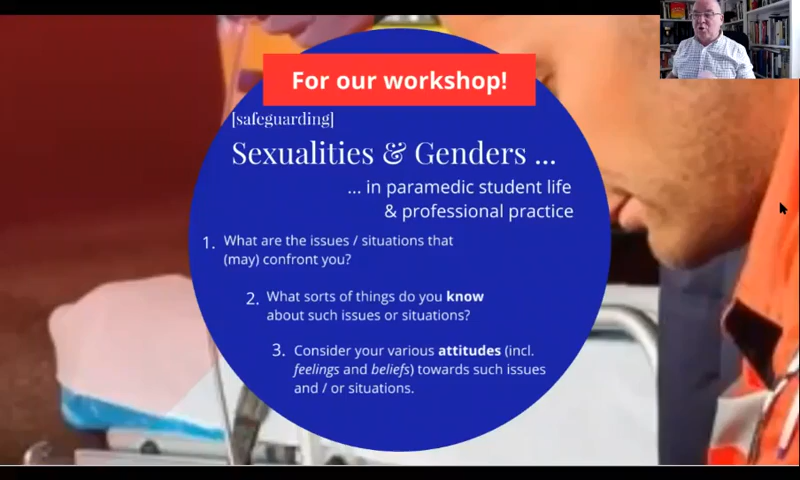 For our workshop!
[safeguarding]
Sexualities & Genders ...
... in paramedic student life
& professional practice
1. What are the issues / situations that
(may) confront you?
2. What sorts of things do you know
about such issues or situations?
3. Consider your various attitudes (incl.
feelings and beliefs) towards such issues
and / or situations.